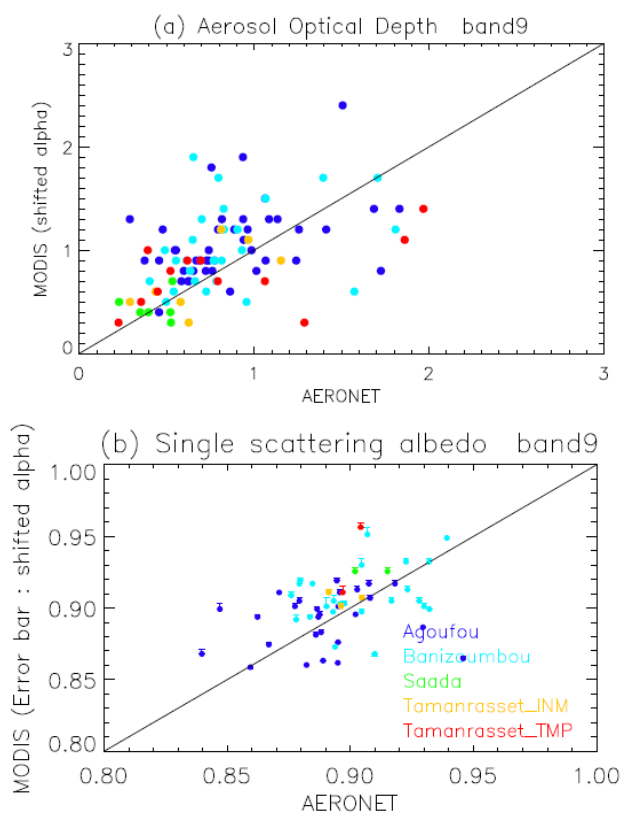 (a) Aerosol Optical Depth band9
MODIS (shifted alpha)
3
2
1
0
0 1 2 3
AERONET
(b) Single scattering albedo band9
MODIS (Error bar : shifted alpha)
1.00
0.95
0.90
0.85
0.80
Agoufou
Banizoumbou
Saada
Tamanrasset_INM
Tamanrasset_TMP
0.80 0.85 0.90 0.95 1.00
AERONET